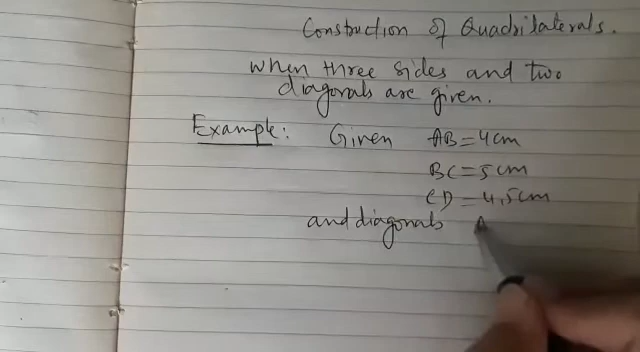 Construction of Quadrilaterals.
When three sides and two
diagonals are given.
Example: Given AB=4cm
BC=5cm
CD=4.5cm
and diagonals A